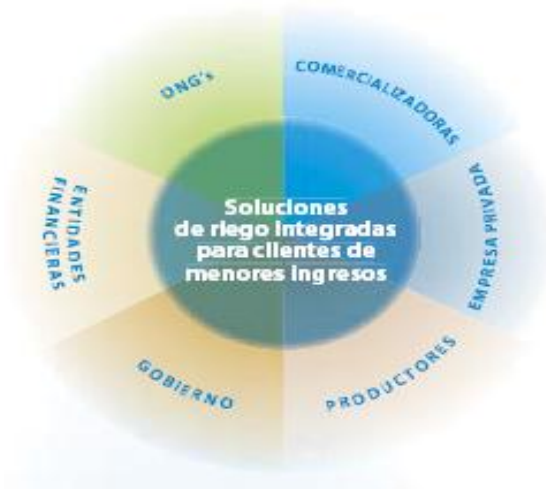 ONG's
COMERCIALIZADORAS
ENTIDADES
FINANCIERAS
EMPRESA PRIVADA
Soluciones
de riego integradas
para clientes de
menores ingresos
GOBIERNO
PRODUCTORES